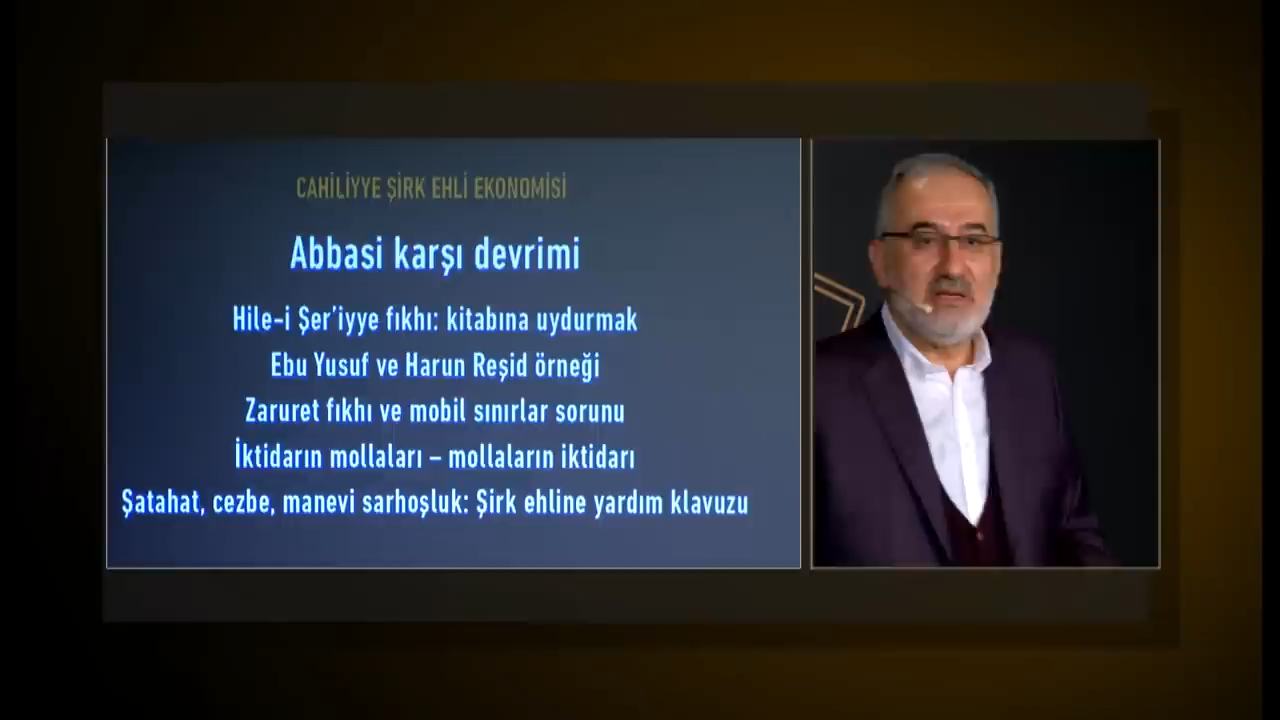 CAHİLİYYE ŞİRK EHLİ EKONOMİSİ
Abbasi karşı devrimi
Hile-i Şer'iyye fıkhı: kitabına uydurmak
Ebu Yusuf ve Harun Reşid örneği
Zaruret fıkhı ve mobil sınırlar sorunu
İktidarın mollaları – mollaların iktidarı
Şatahat, cezbe, manevi sarhoşluk: Şirk ehline yardım klavuzu